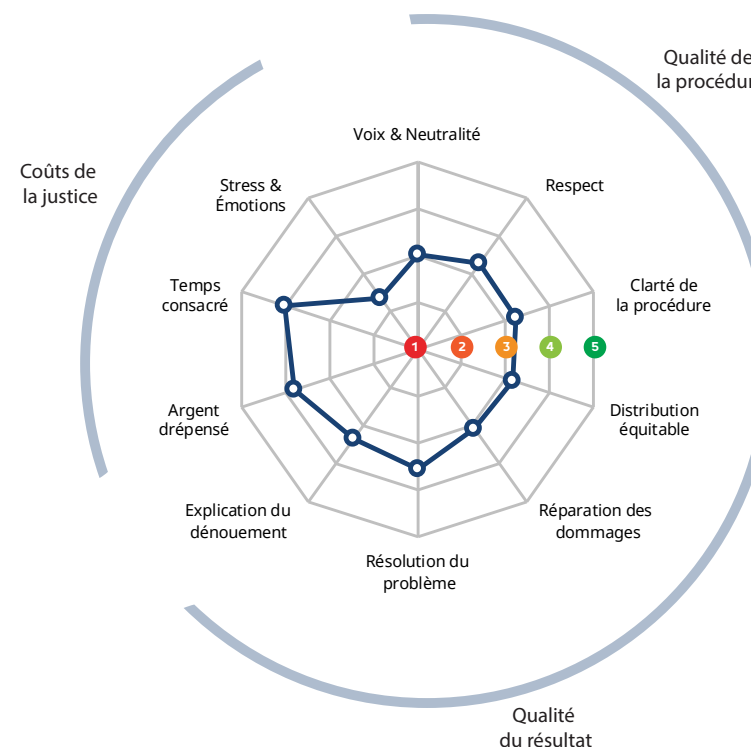 Qualité de
la procédur
Voix & Neutralité
Coûts de
la justice
Stress &
Émotions
Respect
Temps
consacré
Clarté de
la procédure
1 2 3 4 5
Argent
drépensé
Distribution
équitable
Explication du
dénouement
Réparation des
dommages
Résolution du
problème
Qualité
du résultat